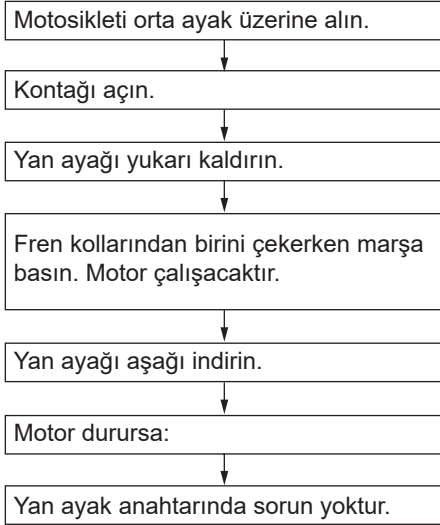 Motosikleti orta ayak üzerine alın.
Kontağı açın.
Yan ayağı yukarı kaldırın.
Fren kollarından birini çekerken marşa
basın. Motor çalışacaktır.
Yan ayağı aşağı indirin.
Motor durursa:
Yan ayak anahtarında sorun yoktur.